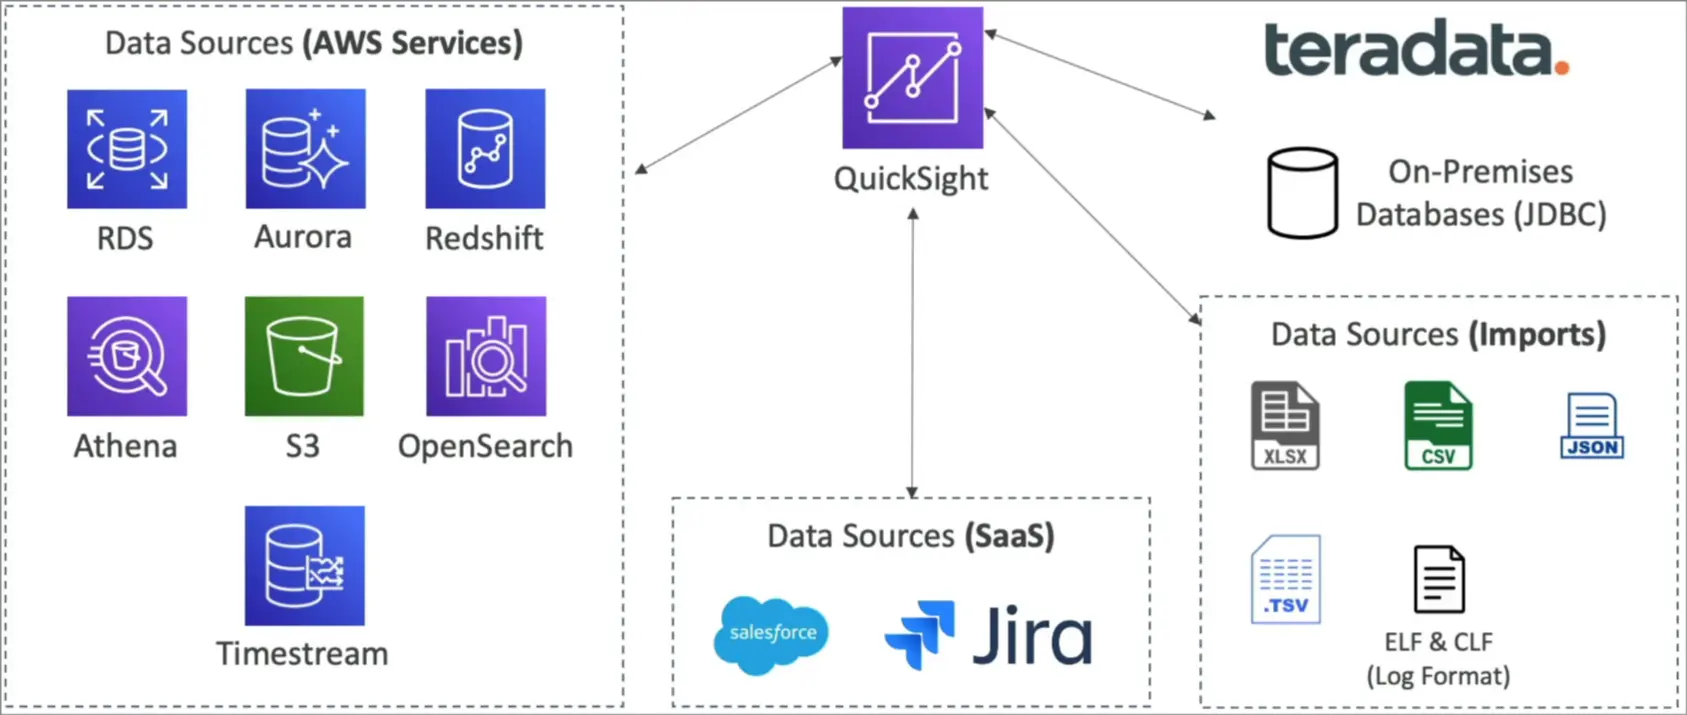 Data Sources (AWS Services)
RDS
Aurora
Redshift
Athena
S3
OpenSearch
Timestream
QuickSight
teradata.
On-Premises
Databases (JDBC)
Data Sources (SaaS)
salesforce
Jira
Data Sources (Imports)
XLSX
CSV
JSON
.TSV
ELF & CLF
(Log Format)